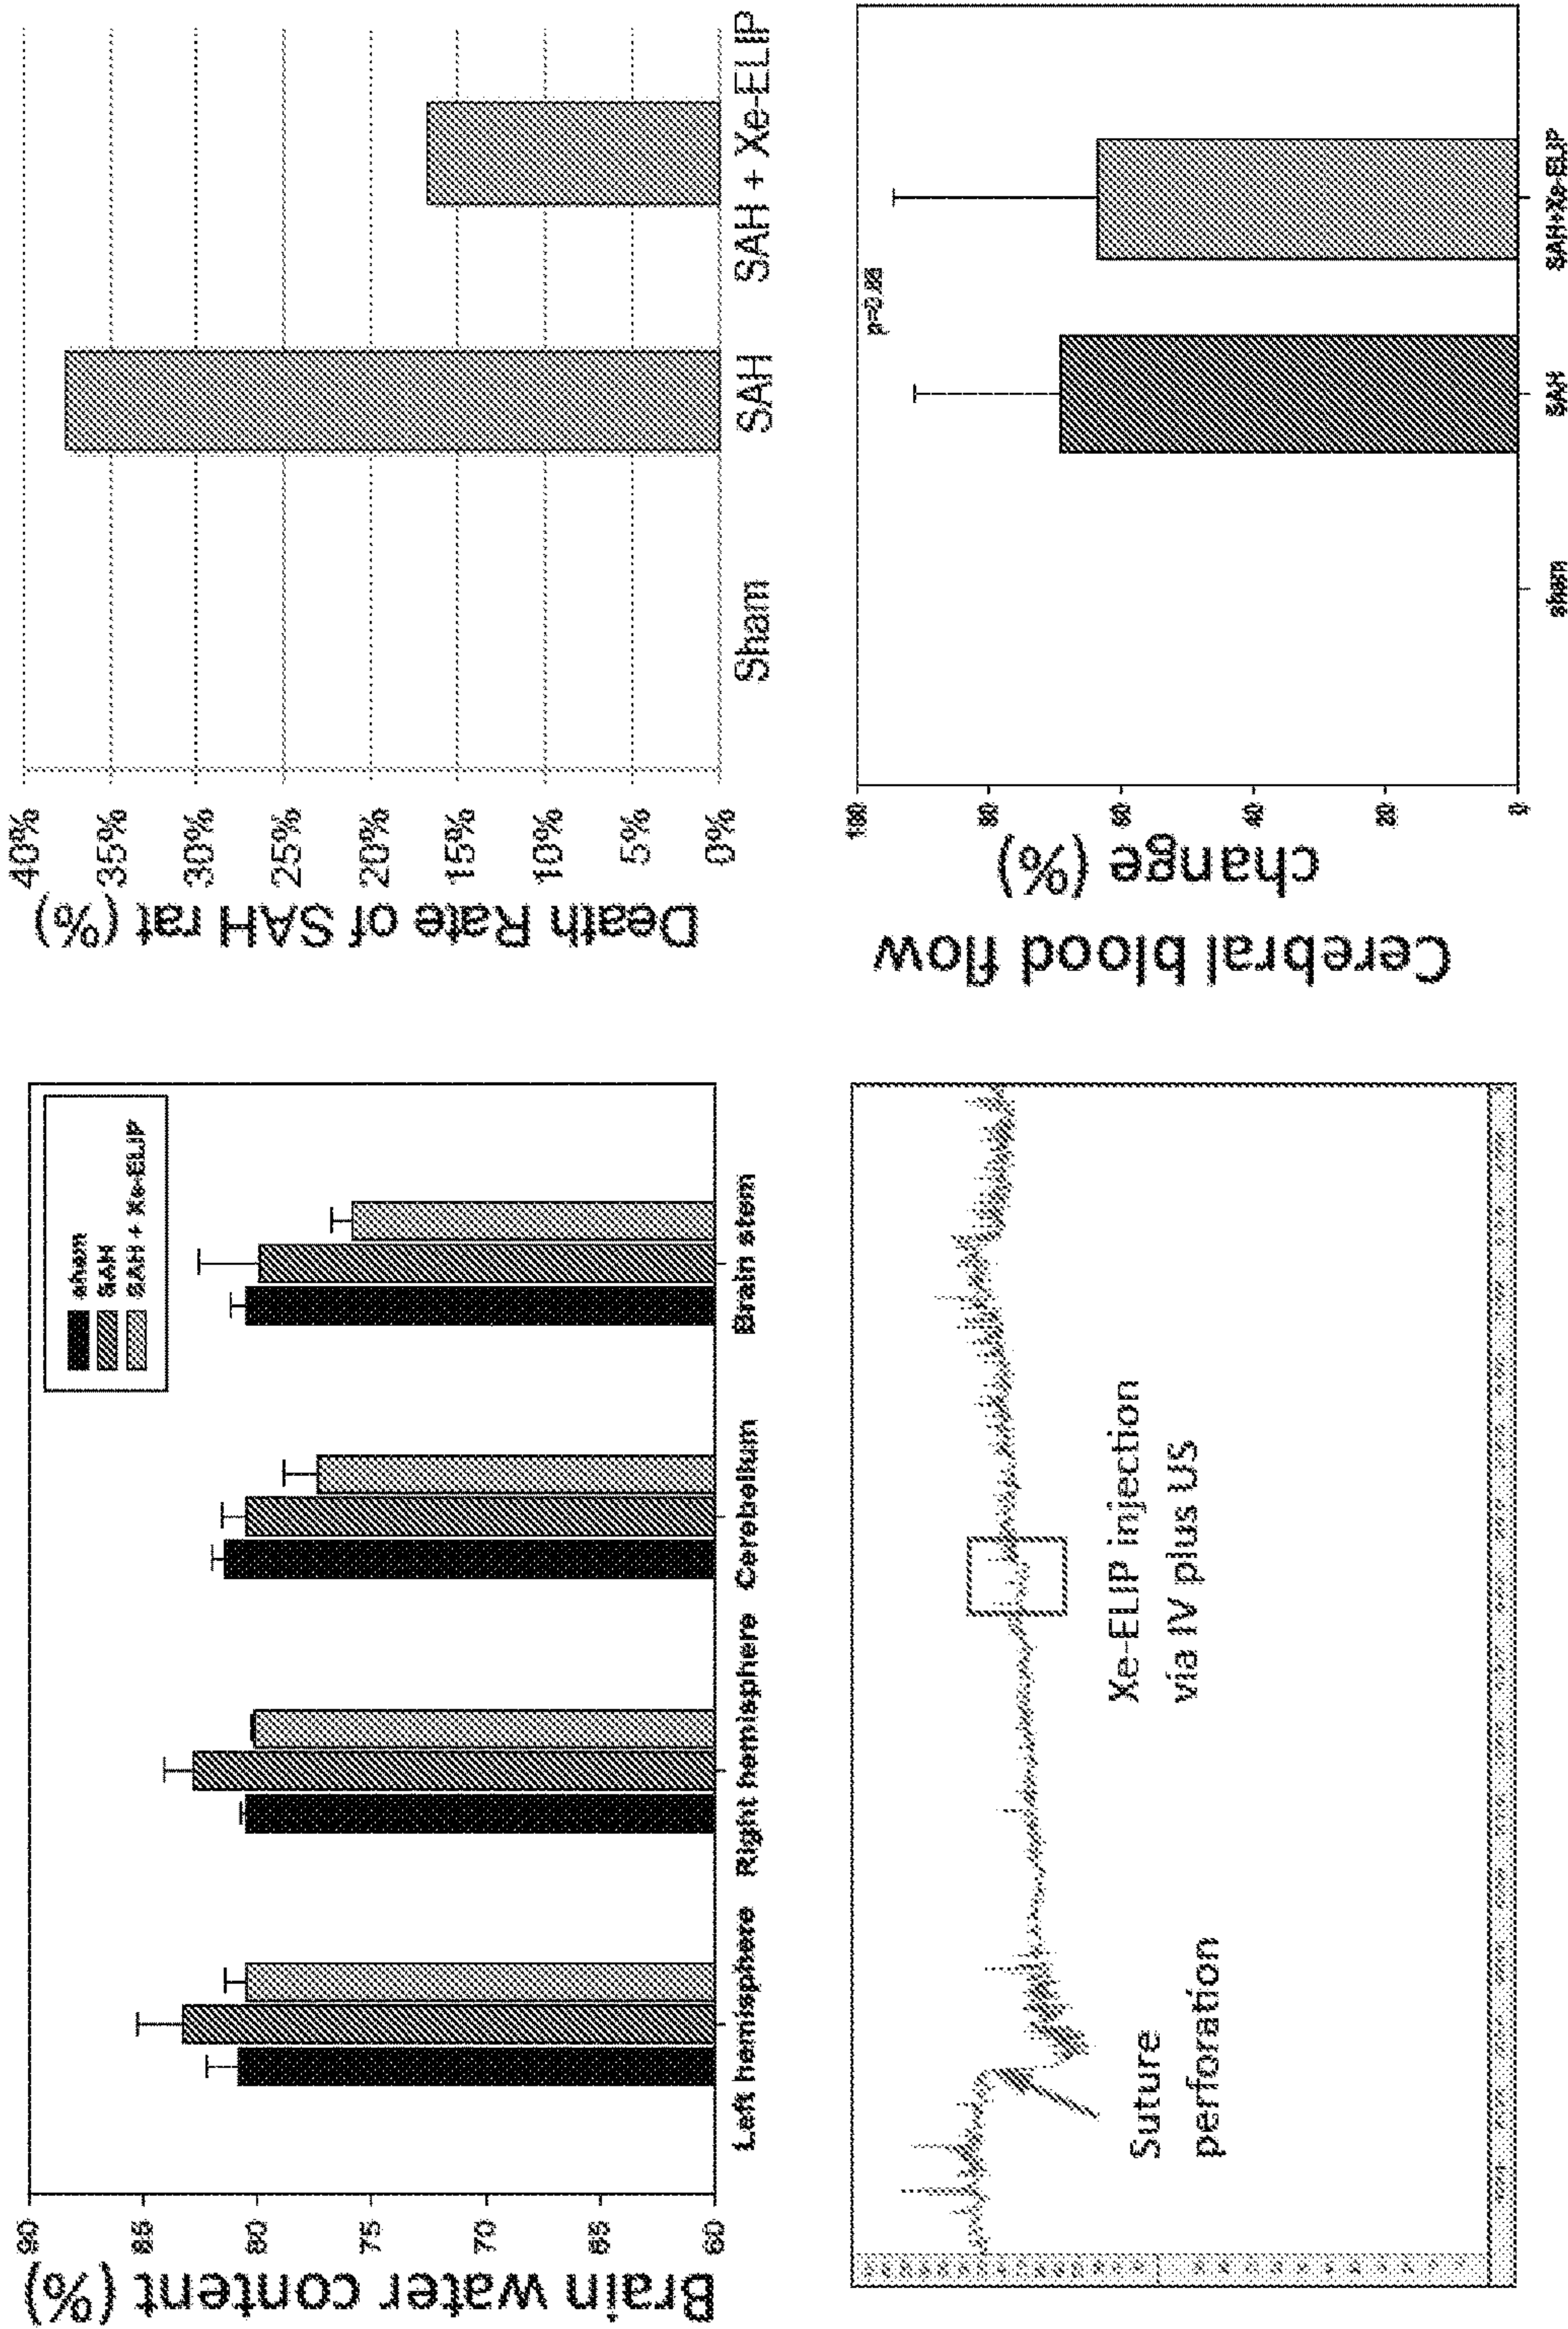 Brain water content (%)
90
85
80
75
70
65
60
sham
SAH
SAH + Xe-ELIP
Left hemisphere
Right hemisphere
Cerebellum
Brain stem
Death Rate of SAH rat (%)
40%
35%
30%
25%
20%
15%
10%
5%
0%
Sham
SAH
SAH + Xe-ELIP
Suture
perforation
Xe-ELIP injection
via IV plus US
Cerebral blood flow
change (%)
100
80
60
40
20
0
sham
SAH
SAH+Xe-ELIP